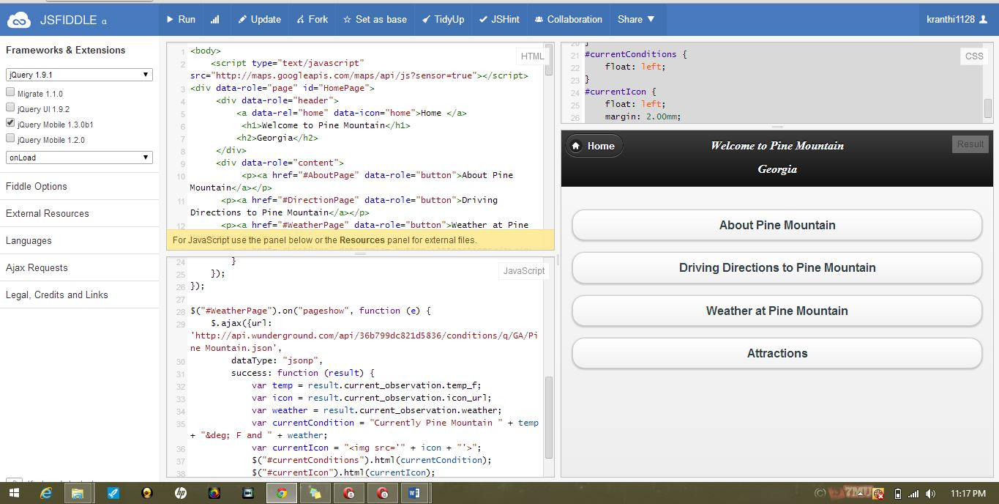 JSFIDDLE α
Run
Update
Fork
Set as base
TidyUp
JSHint
Collaboration
Share ▼
kranthi1128
Frameworks & Extensions
jQuery 1.9.1
Migrate 1.1.0
jQuery UI 1.9.2
jQuery Mobile 1.3.0b1
jQuery Mobile 1.2.0
onLoad
Fiddle Options
External Resources
Languages
Ajax Requests
Legal, Credits and Links
HTML
1 <body>
2 <script type="text/javascript"
src="http://maps.googleapis.com/maps/api/js?sensor=true"></script>
3 <div data-role="page" id="HomePage">
4 <div data-role="header">
5 <a data-rel="home" data-icon="home">Home </a>
6 <h1>Welcome to Pine Mountain</h1>
7 <h2>Georgia</h2>
8 </div>
9 <div data-role="content">
10 <p><a href="#AboutPage" data-role="button">About Pine
Mountain</a></p>
11 <p><a href="#DirectionPage" data-role="button">Driving
Directions to Pine Mountain</a></p>
12 <p><a href="#WeatherPage" data-role="button">Weather at Pine
For JavaScript use the panel below or the Resources panel for external files.
JavaScript
24 }
25 });
26 });
27
28 $("#WeatherPage").on("pageshow", function (e) {
29 $.ajax({url:
'http://api.wunderground.com/api/36b799dc821d5836/conditions/q/GA/Pi
ne Mountain.json',
30 dataType: "jsonp",
31 success: function (result) {
32 var temp = result.current_observation.temp_f;
33 var icon = result.current_observation.icon_url;
34 var weather = result.current_observation.weather;
35 var currentCondition = "Currently Pine Mountain " + temp
+ "&deg; F and " + weather;
36 var currentIcon = "<img src='" + icon + "'>";
37 $("#currentConditions").html(currentCondition);
38 $("#currentIcon").html(currentIcon);
CSS
20 }
21 #currentConditions {
22 float: left;
23 }
24 #currentIcon {
25 float: left;
26 margin: 2.00mm;
Home
Welcome to Pine Mountain
Georgia
Result
About Pine Mountain
Driving Directions to Pine Mountain
Weather at Pine Mountain
Attractions
11:17 PM